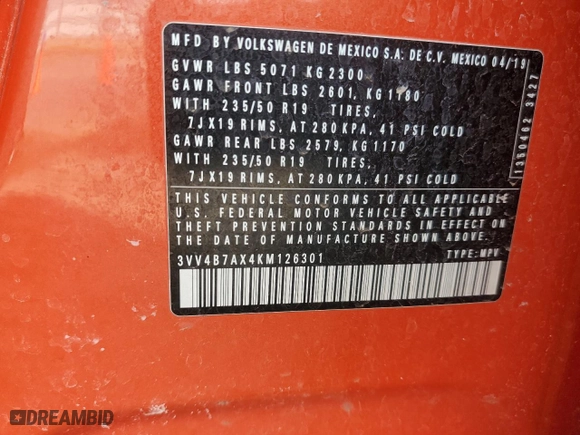 MFD BY VOLKSWAGEN DE MEXICO S.A. DE C.V. MEXICO 04/19
GVWR LBS 5071 KG 2300
GAWR FRONT LBS 2601, KG 1180
WITH 235/50 R19 TIRES,
7JX19 RIMS, AT 280 KPA, 41 PSI COLD
GAWR REAR LBS 2579, KG 1170
WITH 235/50 R19 TIRES,
7JX19 RIMS, AT 280 KPA, 41 PSI COLD
THIS VEHICLE CONFORMS TO ALL APPLICABLE
U.S. FEDERAL MOTOR VEHICLE SAFETY AND
THEFT PREVENTION STANDARDS IN EFFECT ON
THE DATE OF MANUFACTURE SHOWN ABOVE.
3VV4B7AX4KM126301 TYPE: MPV
1350462 3427
DREAMBID